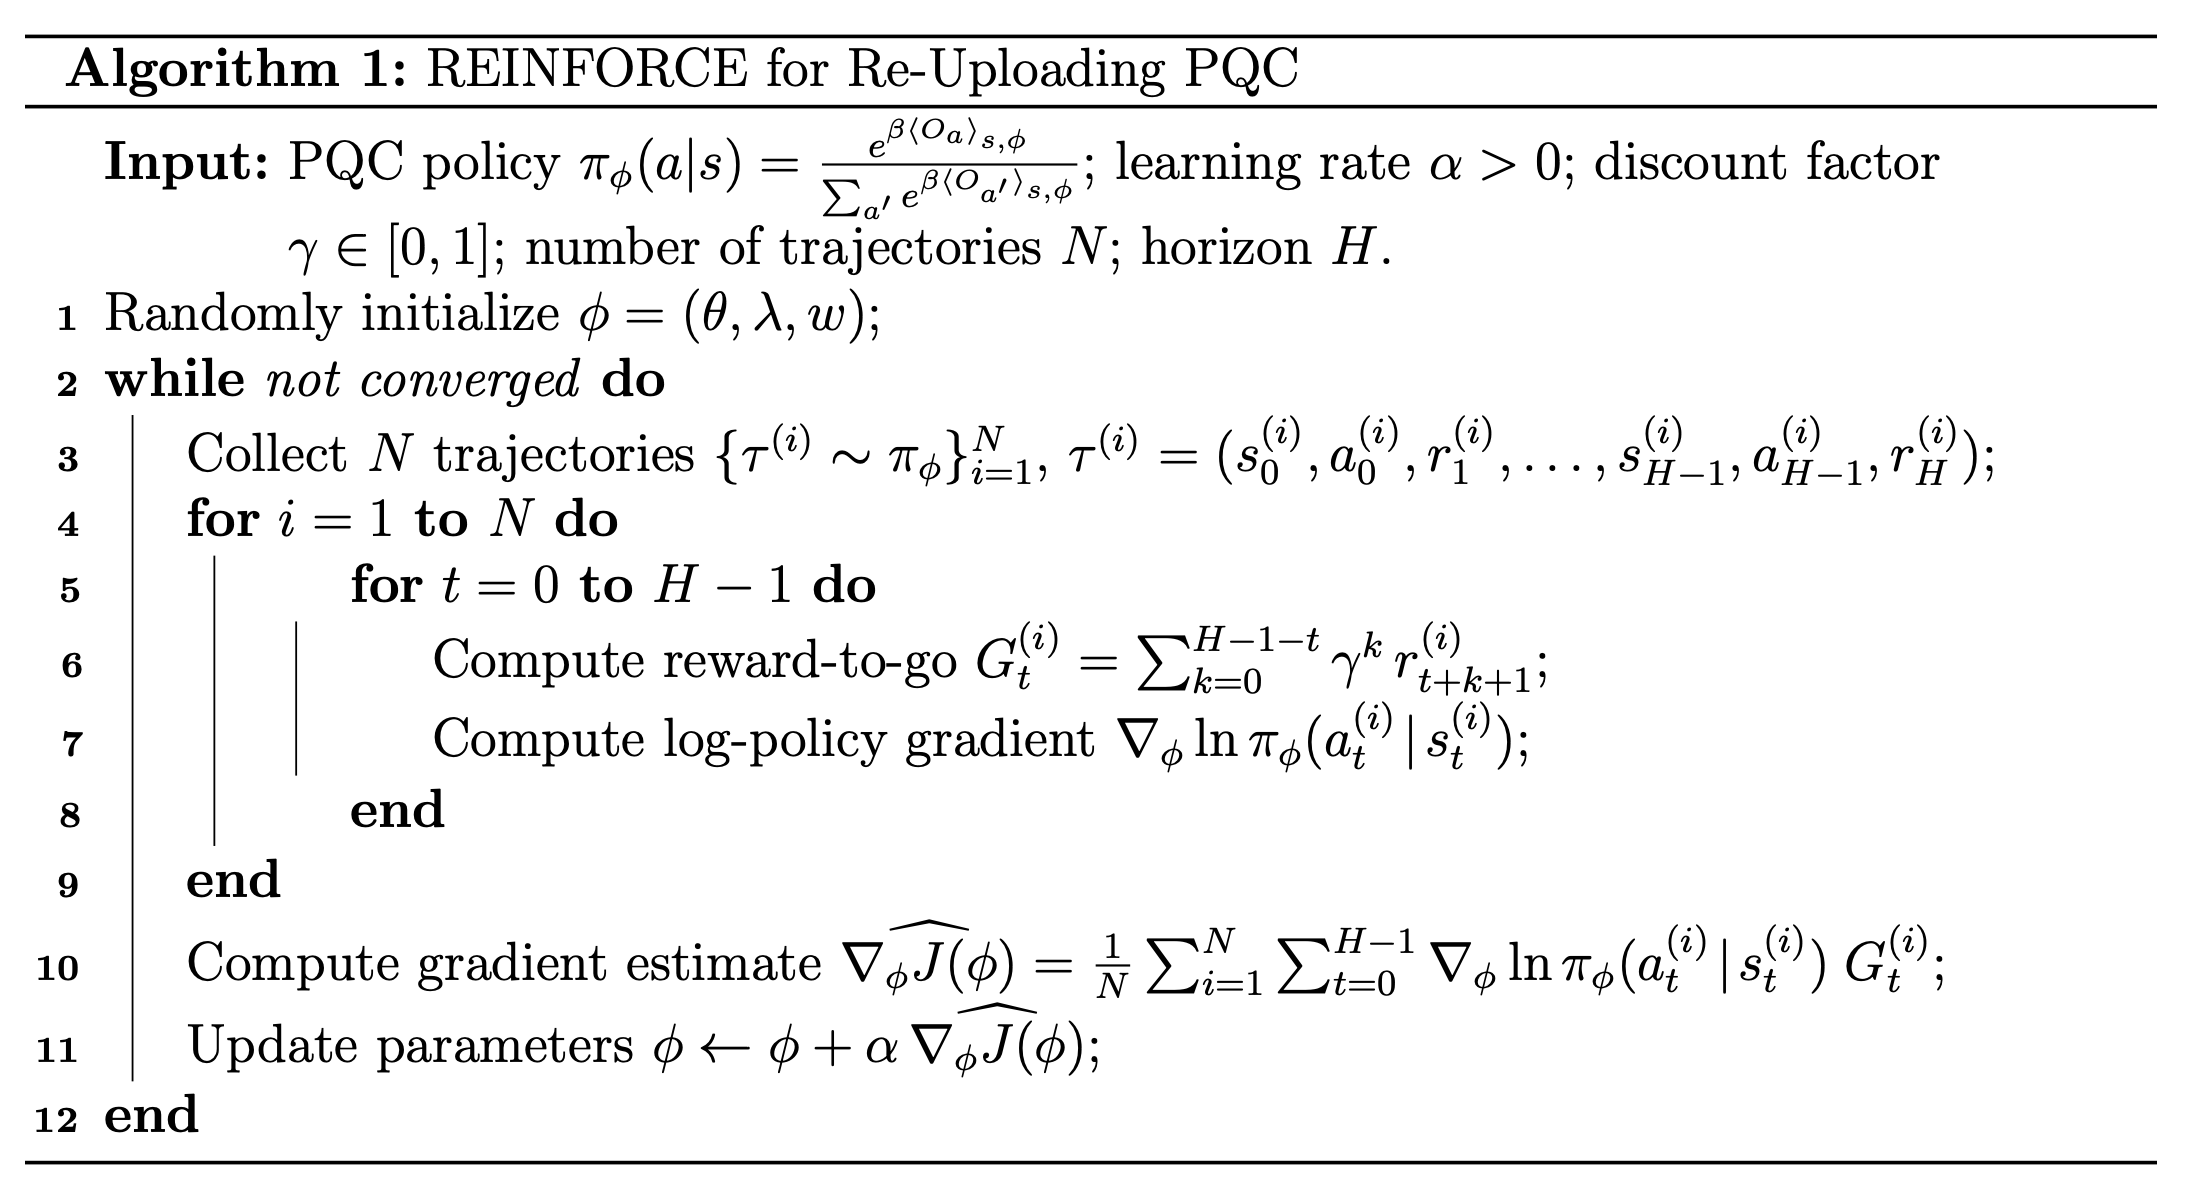 Algorithm 1: REINFORCE for Re-Uploading PQC
Input: PQC policy $\pi_\phi(a|s) = \frac{e^{\beta \langle O_a \rangle_{s,\phi}}}{\sum_{a'} e^{\beta \langle O_{a'} \rangle_{s,\phi}}}$; learning rate $\alpha > 0$; discount factor
$\gamma \in [0, 1]$; number of trajectories $N$; horizon $H$.
1 Randomly initialize $\phi = (\theta, \lambda, w)$;
2 while not converged do
3 Collect $N$ trajectories $\{\tau^{(i)} \sim \pi_\phi\}_{i=1}^{N}$, $\tau^{(i)} = (s_0^{(i)}, a_0^{(i)}, r_1^{(i)}, \ldots, s_{H-1}^{(i)}, a_{H-1}^{(i)}, r_H^{(i)})$;
4 for $i = 1$ to $N$ do
5 for $t = 0$ to $H - 1$ do
6 Compute reward-to-go $G_t^{(i)} = \sum_{k=0}^{H-1-t} \gamma^k r_{t+k+1}^{(i)}$;
7 Compute log-policy gradient $\nabla_\phi \ln \pi_\phi(a_t^{(i)} \mid s_t^{(i)})$;
8 end
9 end
10 Compute gradient estimate $\nabla_\phi \widehat{J(\phi)} = \frac{1}{N} \sum_{i=1}^{N} \sum_{t=0}^{H-1} \nabla_\phi \ln \pi_\phi(a_t^{(i)} \mid s_t^{(i)}) \, G_t^{(i)}$;
11 Update parameters $\phi \leftarrow \phi + \alpha \nabla_\phi \widehat{J(\phi)}$;
12 end